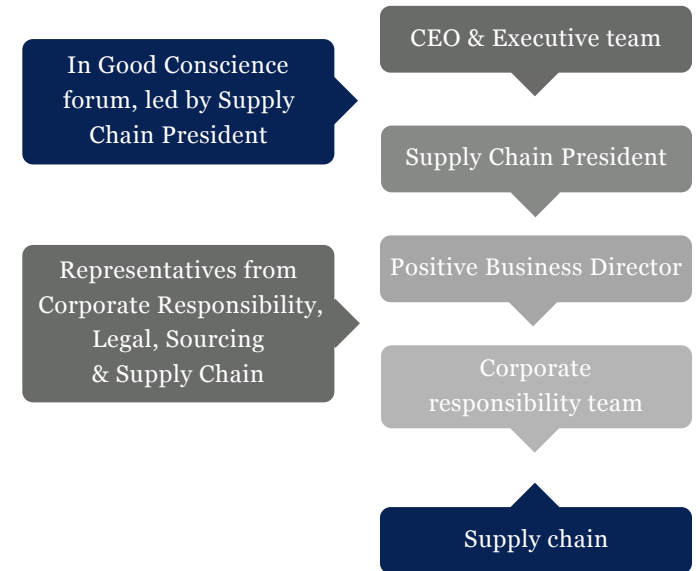 In Good Conscience
forum, led by Supply
Chain President
CEO & Executive team
Supply Chain President
Representatives from
Corporate Responsibility,
Legal, Sourcing
& Supply Chain
Positive Business Director
Corporate
responsibility team
Supply chain